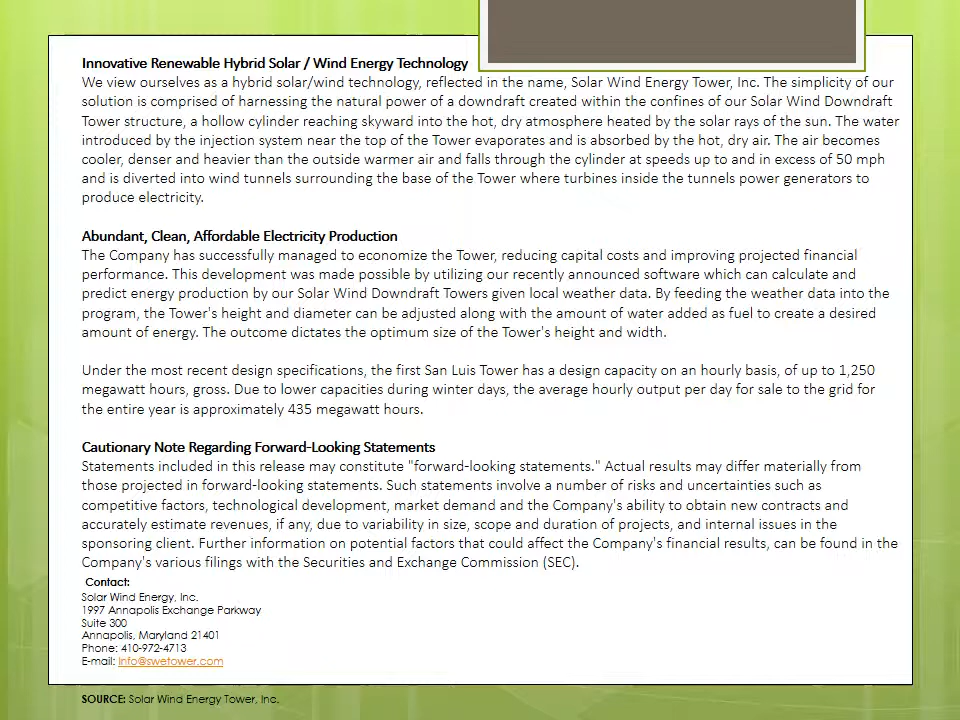 Innovative Renewable Hybrid Solar / Wind Energy Technology
We view ourselves as a hybrid solar/wind technology, reflected in the name, Solar Wind Energy Tower, Inc. The simplicity of our
solution is comprised of harnessing the natural power of a downdraft created within the confines of our Solar Wind Downdraft
Tower structure, a hollow cylinder reaching skyward into the hot, dry atmosphere heated by the solar rays of the sun. The water
introduced by the injection system near the top of the Tower evaporates and is absorbed by the hot, dry air. The air becomes
cooler, denser and heavier than the outside warmer air and falls through the cylinder at speeds up to and in excess of 50 mph
and is diverted into wind tunnels surrounding the base of the Tower where turbines inside the tunnels power generators to
produce electricity.
Abundant, Clean, Affordable Electricity Production
The Company has successfully managed to economize the Tower, reducing capital costs and improving projected financial
performance. This development was made possible by utilizing our recently announced software which can calculate and
predict energy production by our Solar Wind Downdraft Towers given local weather data. By feeding the weather data into the
program, the Tower's height and diameter can be adjusted along with the amount of water added as fuel to create a desired
amount of energy. The outcome dictates the optimum size of the Tower's height and width.
Under the most recent design specifications, the first San Luis Tower has a design capacity on an hourly basis, of up to 1,250
megawatt hours, gross. Due to lower capacities during winter days, the average hourly output per day for sale to the grid for
the entire year is approximately 435 megawatt hours.
Cautionary Note Regarding Forward-Looking Statements
Statements included in this release may constitute "forward-looking statements." Actual results may differ materially from
those projected in forward-looking statements. Such statements involve a number of risks and uncertainties such as
competitive factors, technological development, market demand and the Company's ability to obtain new contracts and
accurately estimate revenues, if any, due to variability in size, scope and duration of projects, and internal issues in the
sponsoring client. Further information on potential factors that could affect the Company's financial results, can be found in the
Company's various filings with the Securities and Exchange Commission (SEC).
Contact:
Solar Wind Energy, Inc.
1997 Annapolis Exchange Parkway
Suite 300
Annapolis, Maryland 21401
Phone: 410-972-4713
E-mail: Info@swetower.com
SOURCE: Solar Wind Energy Tower, Inc.